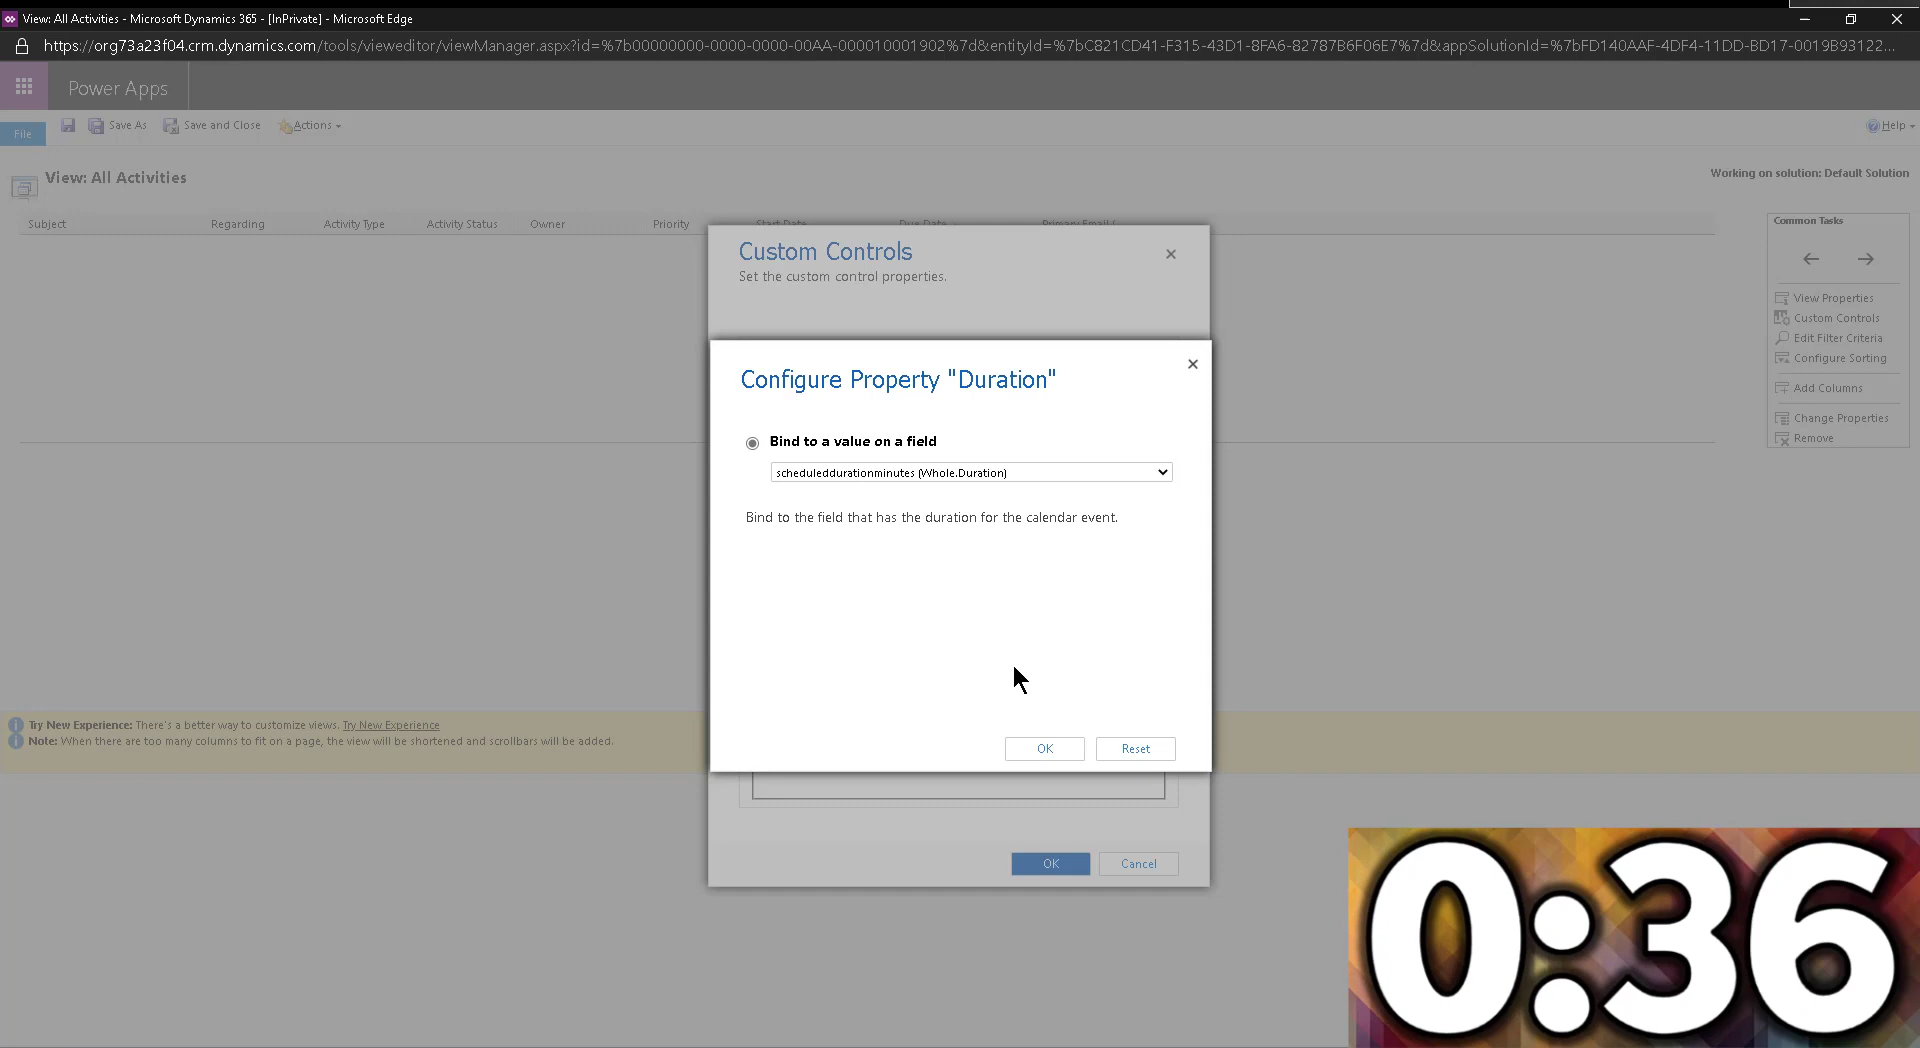 View: All Activities - Microsoft Dynamics 365 - [InPrivate] - Microsoft Edge
https://org73a23f04.crm.dynamics.com/tools/vieweditor/viewManager.aspx?id=%7b00000000-0000-0000-00AA-000010001902%7d&entityId=%7bC821CD41-F315-43D1-8FA6-82787B6F06E7%7d&appSolutionId=%7bFD140AAF-4DF4-11DD-BD17-0019B93122...
Power Apps
File
Save As
Save and Close
Actions
Help
View: All Activities
Working on solution: Default Solution
Subject
Regarding
Activity Type
Activity Status
Owner
Priority
Start Date
Due Date
Primary Email (
Common Tasks
View Properties
Custom Controls
Edit Filter Criteria
Configure Sorting
Add Columns
Change Properties
Remove
Custom Controls
Set the custom control properties.
Configure Property "Duration"
Bind to a value on a field
scheduleddurationminutes (Whole.Duration)
Bind to the field that has the duration for the calendar event.
OK
Reset
Try New Experience: There's a better way to customize views. Try New Experience
Note: When there are too many columns to fit on a page, the view will be shortened and scrollbars will be added.
OK
Cancel
0:36